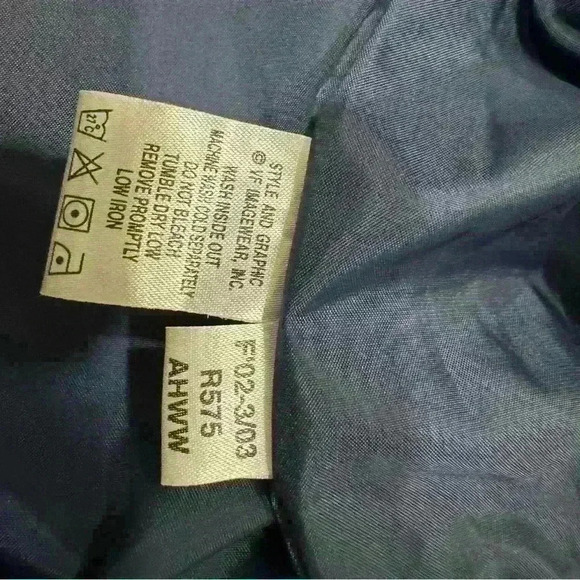 STYLE AND GRAPHIC
© VF IMAGEWEAR, INC.
WASH INSIDE OUT
MACHINE WASH COLD SEPARATELY
DO NOT BLEACH
TUMBLE DRY LOW
REMOVE PROMPTLY
LOW IRON
27°C
F'02-3/03
R575
AHWW